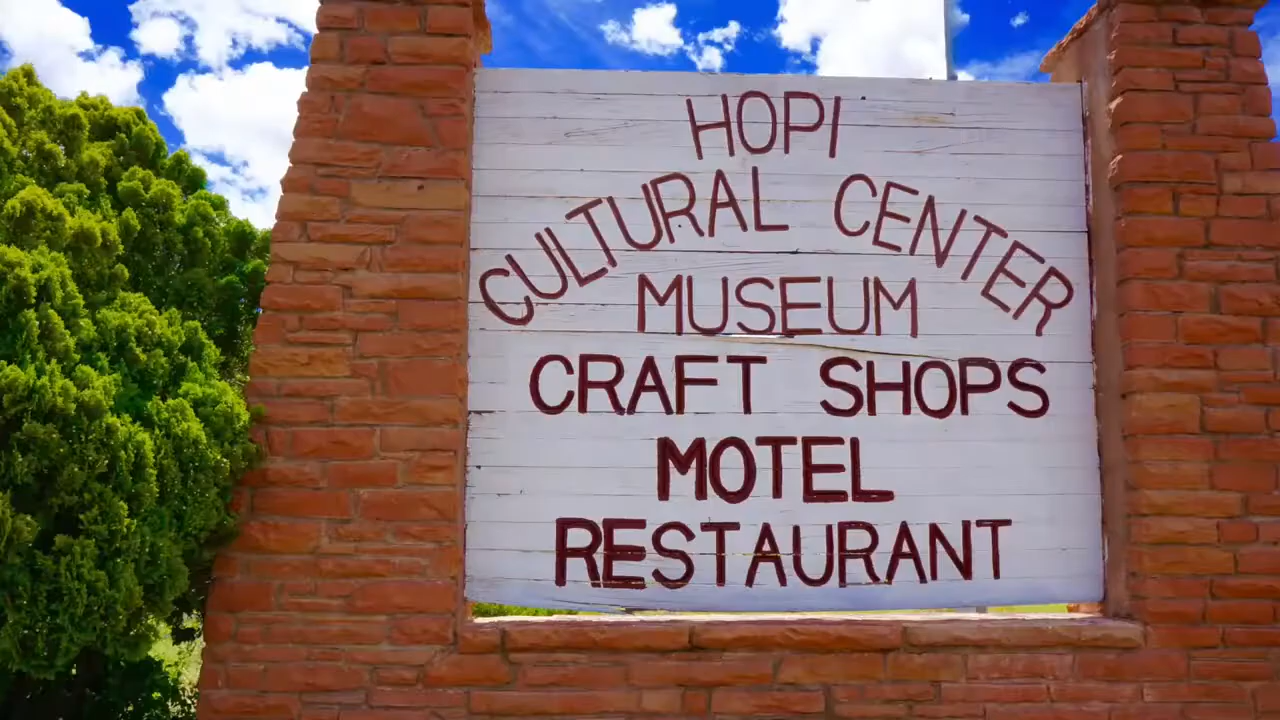 HOPI
CULTURAL CENTER
MUSEUM
CRAFT SHOPS
MOTEL
RESTAURANT